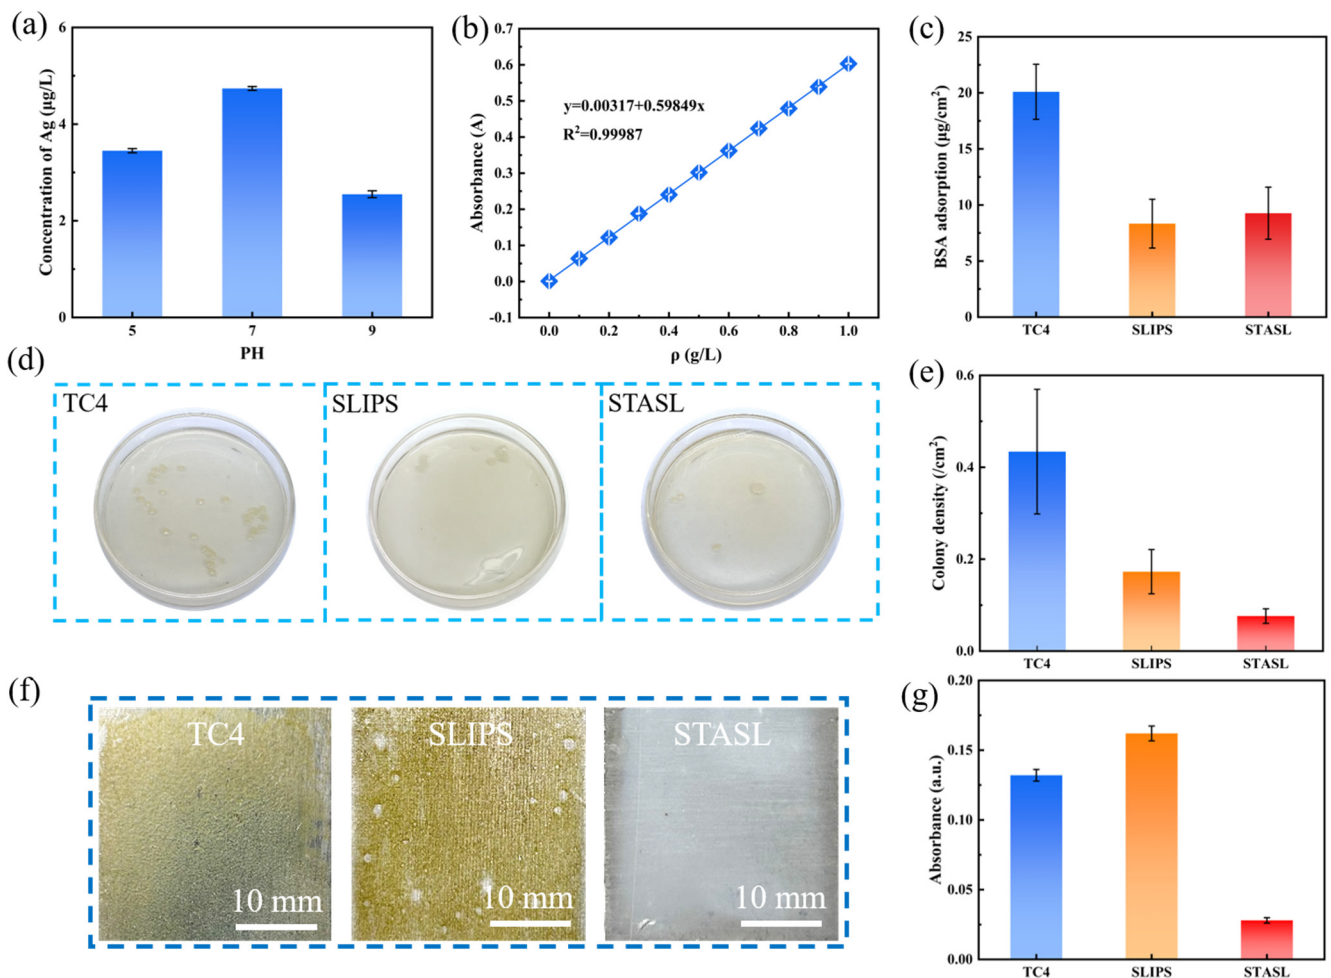 (a)
6
4
2
0
Concentration of Ag (μg/L)
5 7 9
PH
(b)
0.7
0.6
0.5
0.4
0.3
0.2
0.1
0.0
-0.1
Absorbance (A)
y=0.00317+0.59849x
R²=0.99987
0.0 0.2 0.4 0.6 0.8 1.0
ρ (g/L)
(c)
25
20
15
10
5
0
BSA adsorption (μg/cm²)
TC4 SLIPS STASL
(d)
TC4
SLIPS
STASL
(e)
0.6
0.4
0.2
0.0
Colony density (/cm²)
TC4 SLIPS STASL
(f)
TC4
10 mm
SLIPS
10 mm
STASL
10 mm
(g)
0.20
0.15
0.10
0.05
0.00
Absorbance (a.u.)
TC4 SLIPS STASL